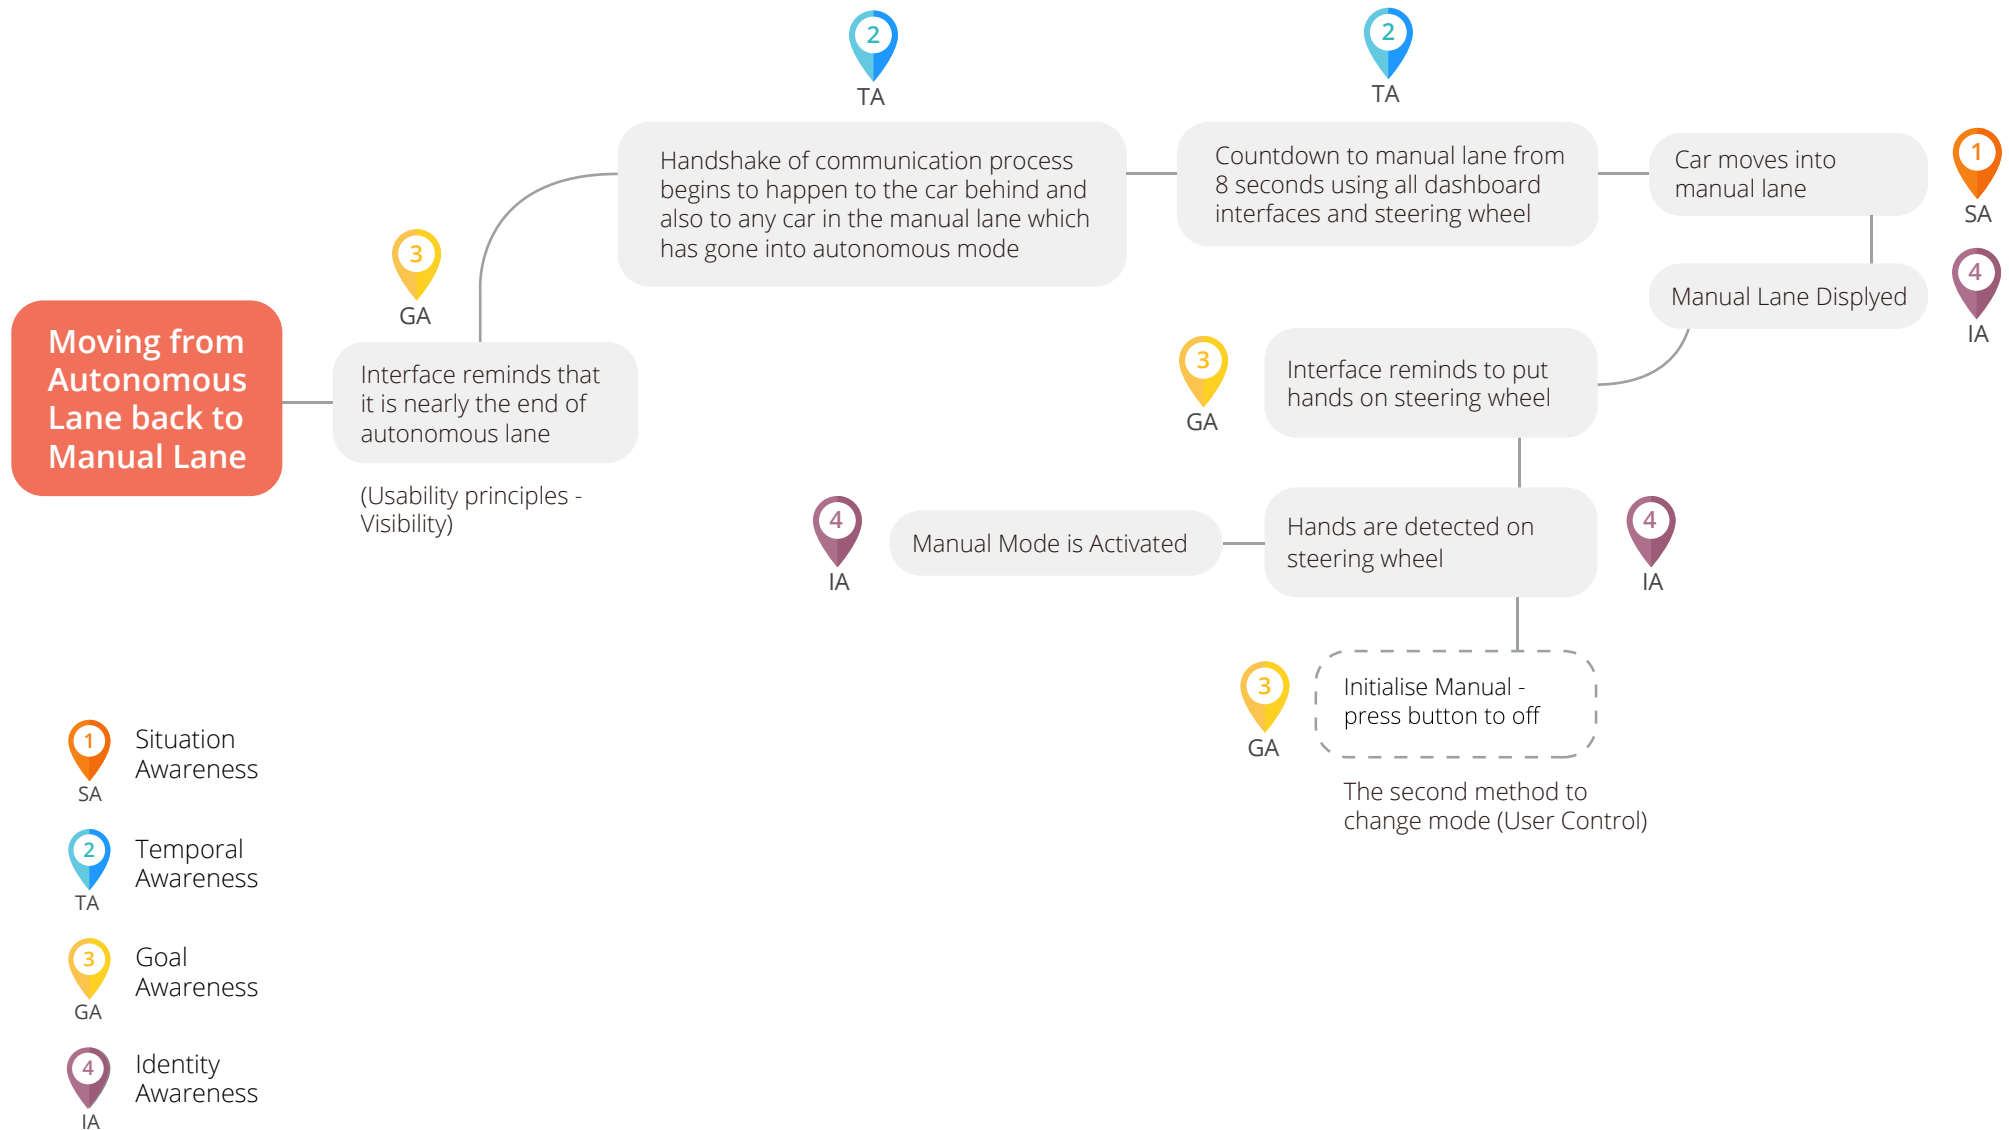 2
TA
2
TA
Handshake of communication process
begins to happen to the car behind and
also to any car in the manual lane which
has gone into autonomous mode
Countdown to manual lane from
8 seconds using all dashboard
interfaces and steering wheel
Car moves into
manual lane
1
SA
3
GA
Manual Lane Displyed
4
IA
Moving from
Autonomous
Lane back to
Manual Lane
Interface reminds that
it is nearly the end of
autonomous lane
(Usability principles -
Visibility)
3
GA
Interface reminds to put
hands on steering wheel
4
IA
Manual Mode is Activated
Hands are detected on
steering wheel
4
IA
3
GA
Initialise Manual -
press button to off
The second method to
change mode (User Control)
1
SA
Situation
Awareness
2
TA
Temporal
Awareness
3
GA
Goal
Awareness
4
IA
Identity
Awareness